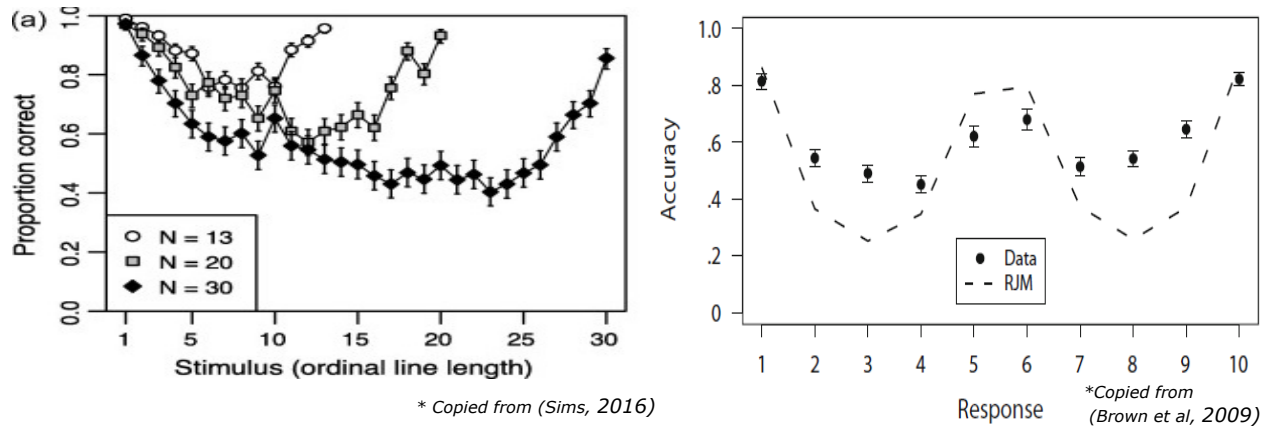 (a)
Proportion correct
1.0
0.8
0.6
0.4
0.2
0.0
N = 13
N = 20
N = 30
1 5 10 15 20 25 30
Stimulus (ordinal line length)
* Copied from (Sims, 2016)
Accuracy
1.0
.8
.6
.4
.2
0
Data
RJM
1 2 3 4 5 6 7 8 9 10
Response
*Copied from
(Brown et al, 2009)